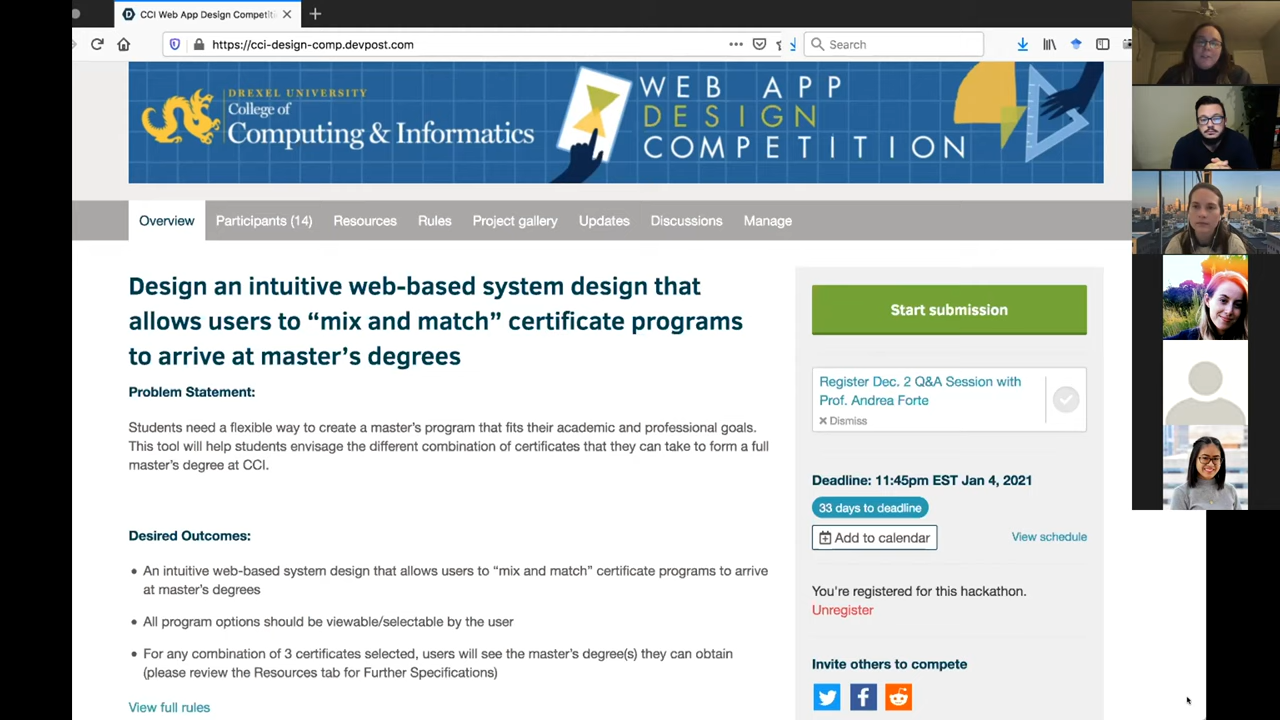 CCI Web App Design Competiti
https://cci-design-comp.devpost.com
Search
DREXEL UNIVERSITY
College of
Computing & Informatics
WEB APP
DESIGN
COMPETITION
Overview
Participants (14)
Resources
Rules
Project gallery
Updates
Discussions
Manage
Design an intuitive web-based system design that
allows users to “mix and match” certificate programs
to arrive at master’s degrees
Problem Statement:
Students need a flexible way to create a master’s program that fits their academic and professional goals.
This tool will help students envisage the different combination of certificates that they can take to form a full
master’s degree at CCI.
Desired Outcomes:
• An intuitive web-based system design that allows users to “mix and match” certificate programs to arrive
at master’s degrees
• All program options should be viewable/selectable by the user
• For any combination of 3 certificates selected, users will see the master’s degree(s) they can obtain
(please review the Resources tab for Further Specifications)
View full rules
Start submission
Register Dec. 2 Q&A Session with
Prof. Andrea Forte
Dismiss
Deadline: 11:45pm EST Jan 4, 2021
33 days to deadline
Add to calendar
View schedule
You're registered for this hackathon.
Unregister
Invite others to compete